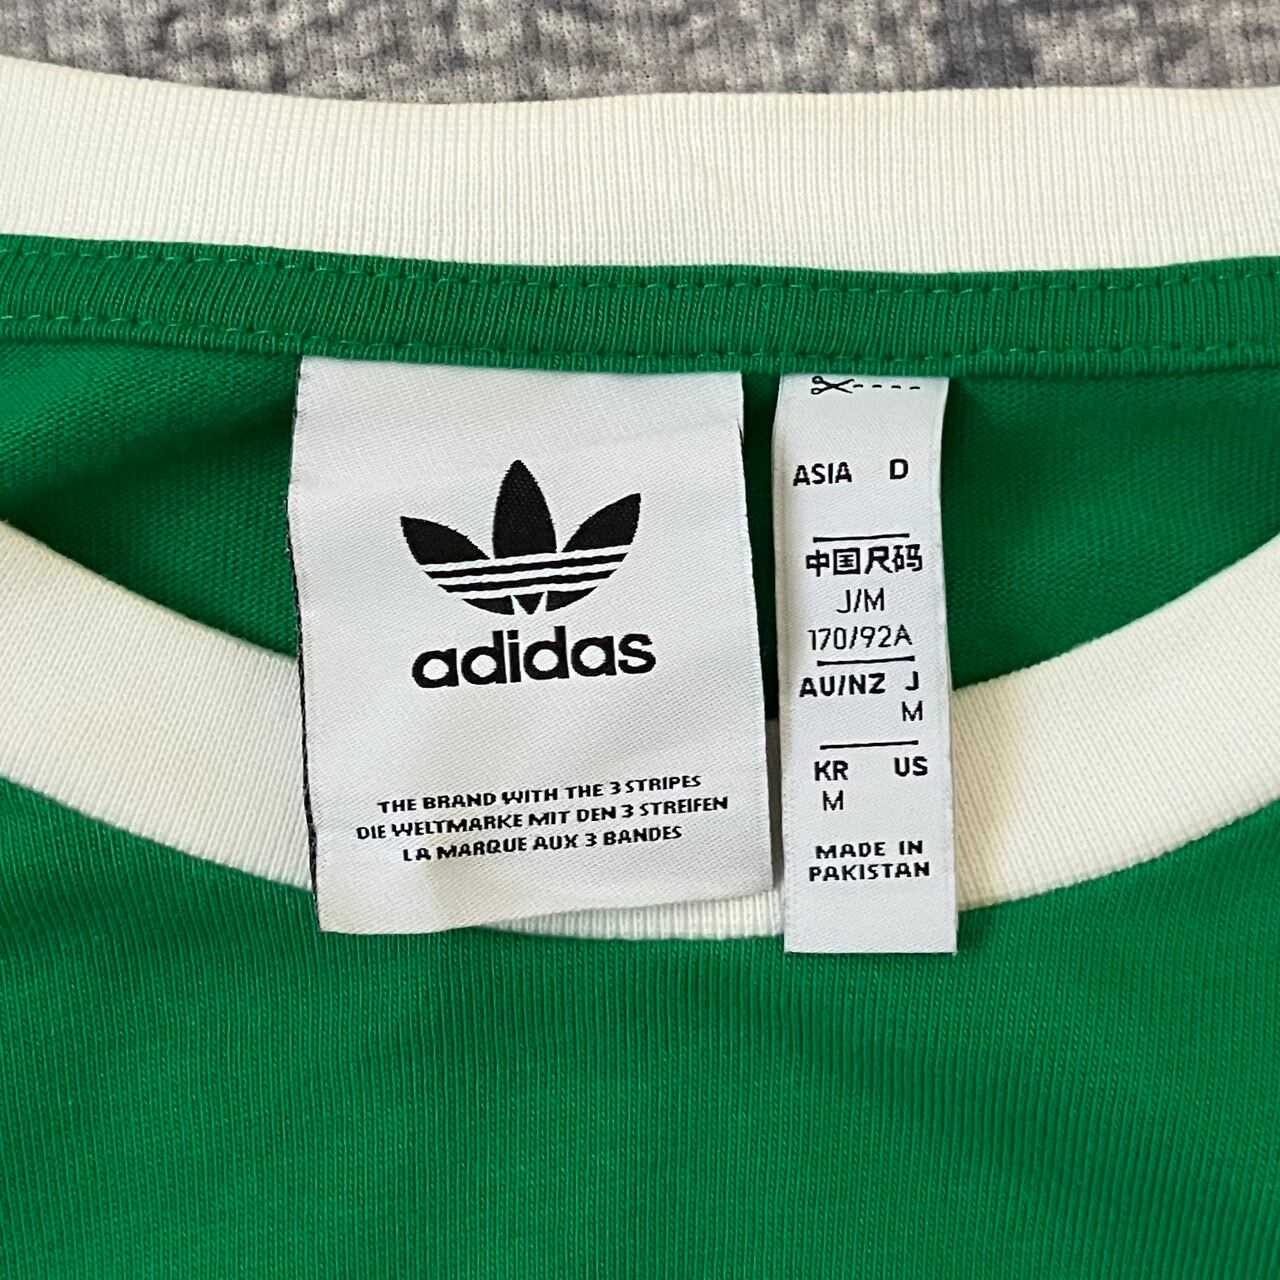 adidas
THE BRAND WITH THE 3 STRIPES
DIE WELTMARKE MIT DEN 3 STREIFEN
LA MARQUE AUX 3 BANDES
ASIA D
中国尺码
J/M
170/92A
AU/NZ J
M
KR US
M
MADE IN
PAKISTAN